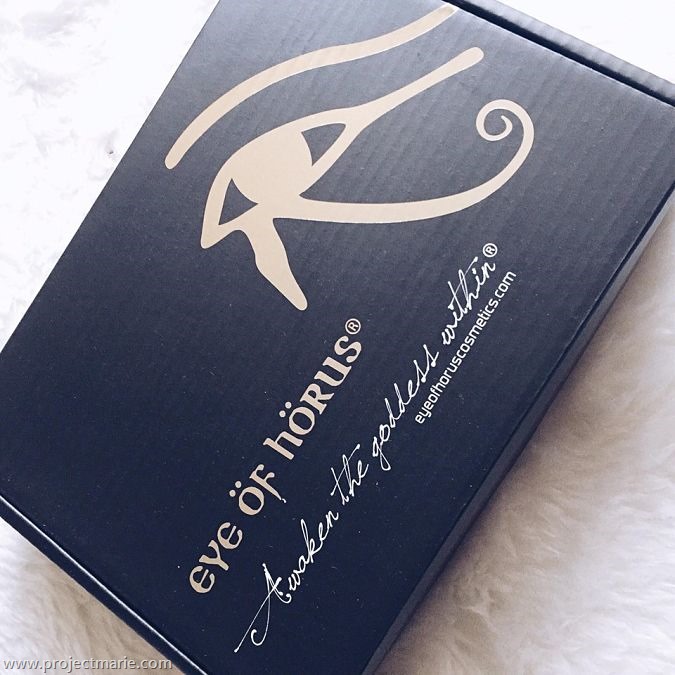 eye öf hörus®
Awaken the goddess within®
eyeofhoruscosmetics.com
www.projectmarie.com